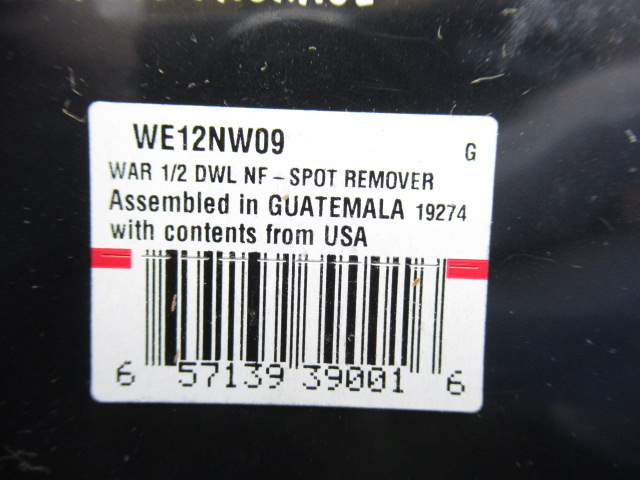 WE12NW09 G
WAR 1/2 DWL NF - SPOT REMOVER
Assembled in GUATEMALA 19274
with contents from USA
6 57139 39001 6